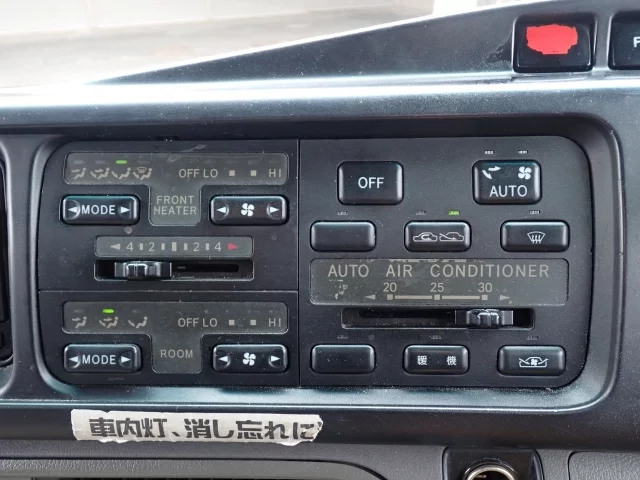 F
OFF LO HI
OFF
AUTO
MODE
FRONT
HEATER
4 2 2 4
AUTO AIR CONDITIONER
20 25 30
OFF LO HI
MODE
ROOM
暖機
車内灯、消し忘れに